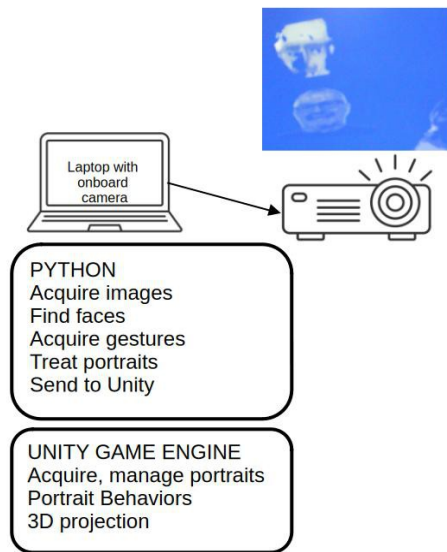 Laptop with
onboard
camera
PYTHON
Acquire images
Find faces
Acquire gestures
Treat portraits
Send to Unity
UNITY GAME ENGINE
Acquire, manage portraits
Portrait Behaviors
3D projection